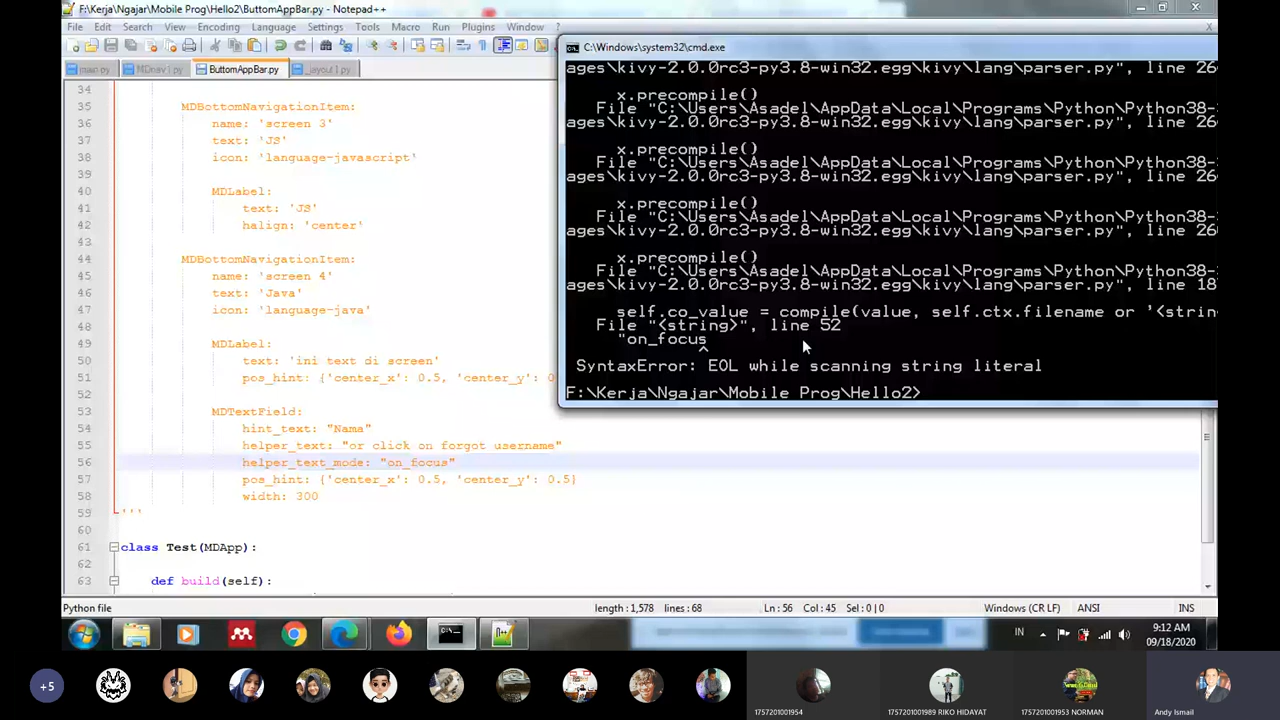 F:\Kerja\Ngajar\Mobile Prog\Hello2\ButtomAppBar.py - Notepad++
File Edit Search View Encoding Language Settings Tools Macro Run Plugins Window ?
main.py MDnav1.py ButtomAppBar.py layout1.py
34
35 MDBottomNavigationItem:
36 name: 'screen 3'
37 text: 'JS'
38 icon: 'language-javascript'
39
40 MDLabel:
41 text: 'JS'
42 halign: 'center'
43
44 MDBottomNavigationItem:
45 name: 'screen 4'
46 text: 'Java'
47 icon: 'language-java'
48
49 MDLabel:
50 text: 'ini text di screen'
51 pos_hint: {'center_x': 0.5, 'center_y': 0
52
53 MDTextField:
54 hint_text: "Nama"
55 helper_text: "or click on forgot username"
56 helper_text_mode: "on_focus"
57 pos_hint: {'center_x': 0.5, 'center_y': 0.5}
58 width: 300
59 '''
60
61 class Test(MDApp):
62
63 def build(self):
C:\Windows\system32\cmd.exe
ages\kivy-2.0.0rc3-py3.8-win32.egg\kivy\lang\parser.py", line 26
x.precompile()
File "C:\Users\Asadel\AppData\Local\Programs\Python\Python38-
ages\kivy-2.0.0rc3-py3.8-win32.egg\kivy\lang\parser.py", line 26
x.precompile()
File "C:\Users\Asadel\AppData\Local\Programs\Python\Python38-
ages\kivy-2.0.0rc3-py3.8-win32.egg\kivy\lang\parser.py", line 26
x.precompile()
File "C:\Users\Asadel\AppData\Local\Programs\Python\Python38-
ages\kivy-2.0.0rc3-py3.8-win32.egg\kivy\lang\parser.py", line 26
x.precompile()
File "C:\Users\Asadel\AppData\Local\Programs\Python\Python38-
ages\kivy-2.0.0rc3-py3.8-win32.egg\kivy\lang\parser.py", line 18
self.co_value = compile(value, self.ctx.filename or '<strin
File "<string>", line 52
"on_focus
^
SyntaxError: EOL while scanning string literal
F:\Kerja\Ngajar\Mobile Prog\Hello2>
Python file length : 1,578 lines : 68 Ln : 56 Col : 45 Sel : 0 | 0 Windows (CR LF) ANSI INS
IN 9:12 AM
09/18/2020
+5
1757201001954 1757201001989 RIKO HIDAYAT 1757201001953 NORMAN Andy Ismail